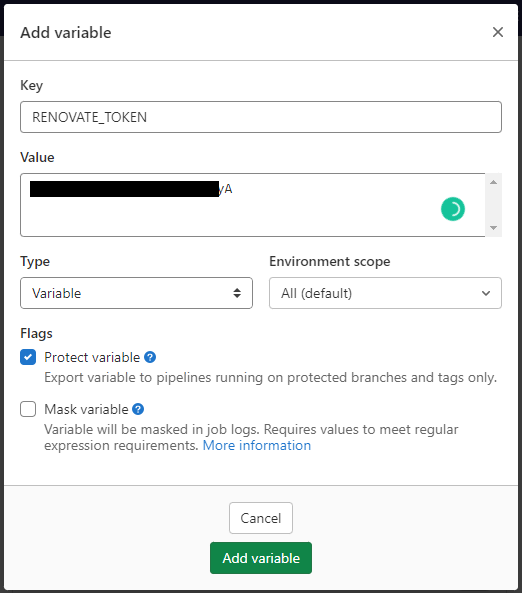 Add variable
Key
RENOVATE_TOKEN
Value
yA
Type
Environment scope
Variable
All (default)
Flags
Protect variable
Export variable to pipelines running on protected branches and tags only.
Mask variable
Variable will be masked in job logs. Requires values to meet regular
expression requirements. More information
Cancel
Add variable